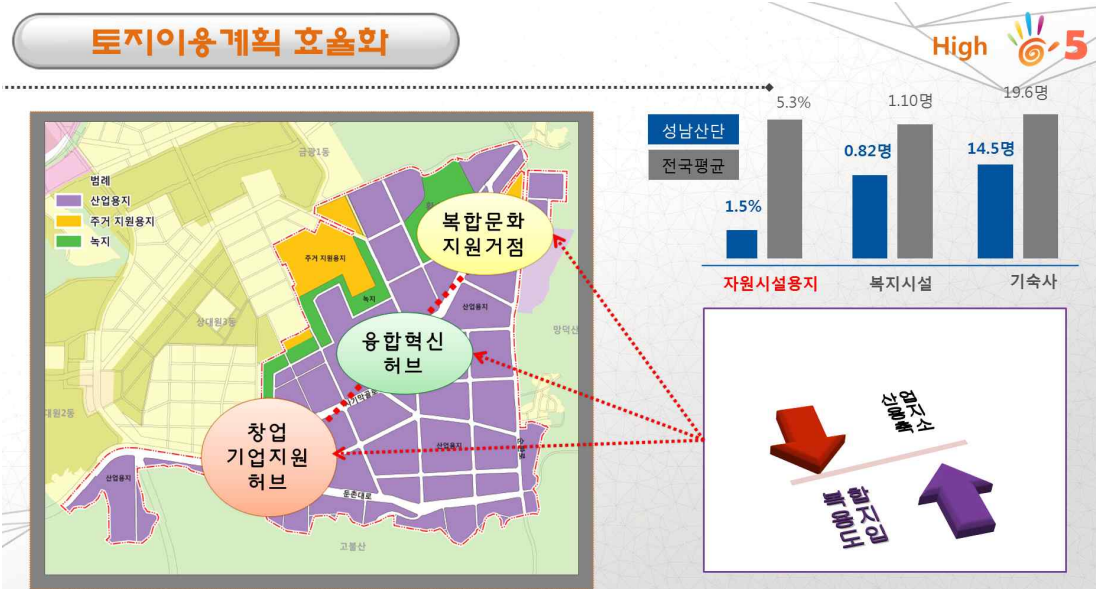 토지이용계획 효율화
High 5
성남산단
전국평균
1.5%
5.3%
0.82명
1.10명
14.5명
19.6명
자원시설용지
복지시설
기숙사
범례
산업용지
주거 지원용지
녹지
금광1동
상대원3동
대원2동
망덕산
고불산
주거 지원용지
녹지
산업용지
산업용지
산업용지
둔촌대로
복합문화
지원거점
융합혁신
허브
창업
기업지원
허브
산업
용지
축소
복합
용지
도입